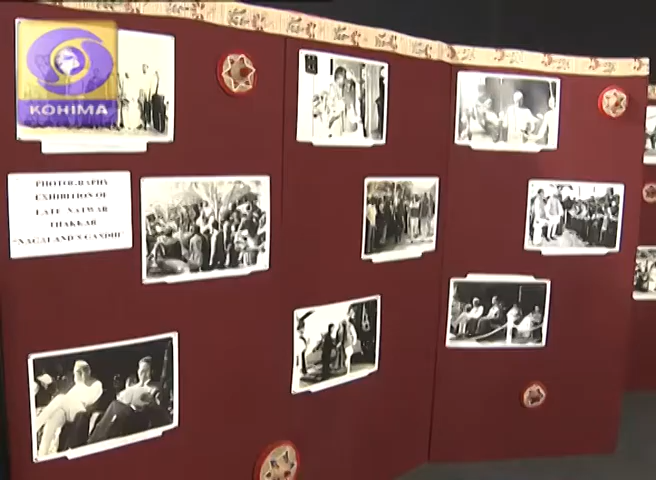 KOHIMA
PHOTOGRAPHY
EXHIBITION OF
LATE NATWAR
THAKKAR
"NAGALAND'S GANDHI"